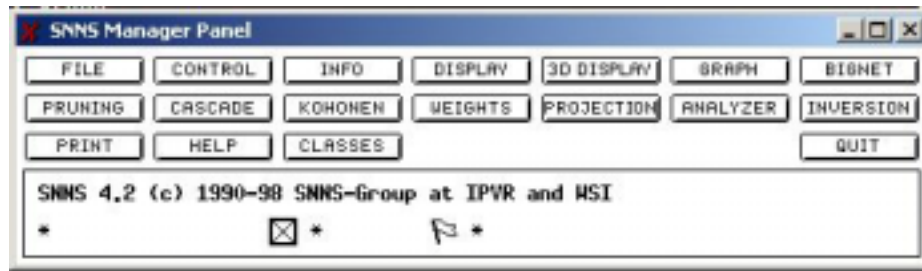 SNNS Manager Panel
FILE CONTROL INFO DISPLAY 3D DISPLAY GRAPH BIGNET
PRUNING CASCADE KOHONEN WEIGHTS PROJECTION ANALYZER INVERSION
PRINT HELP CLASSES QUIT
SNNS 4.2 (c) 1990-98 SNNS-Group at IPVR and WSI
* * *